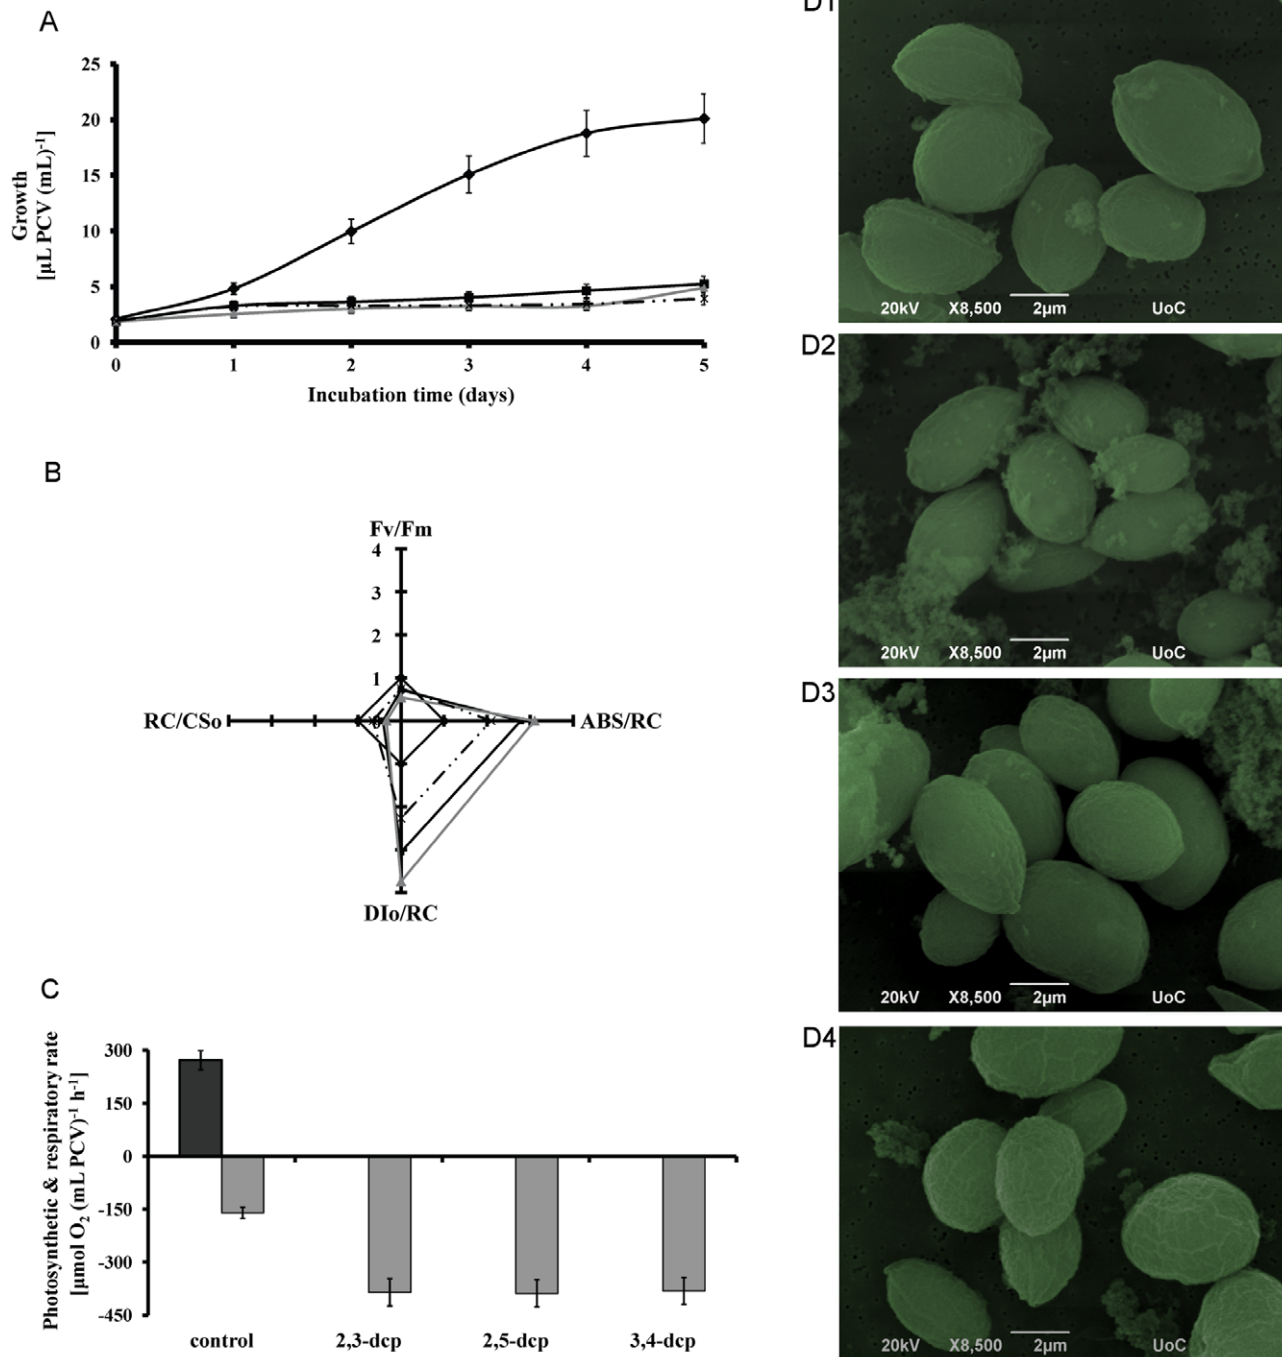 A
Growth
[µL PCV (mL)⁻¹]
25
20
15
10
5
0
0 1 2 3 4 5
Incubation time (days)
B
Fv/Fm
4
3
2
1
0
RC/CSo
ABS/RC
DIo/RC
C
Photosynthetic & respiratory rate
[µmol O₂ (mL PCV)⁻¹ h⁻¹]
300
150
0
-150
-300
-450
control 2,3-dcp 2,5-dcp 3,4-dcp
D1
20kV X8,500 2µm UoC
D2
20kV X8,500 2µm UoC
D3
20kV X8,500 2µm UoC
D4
20kV X8,500 2µm UoC